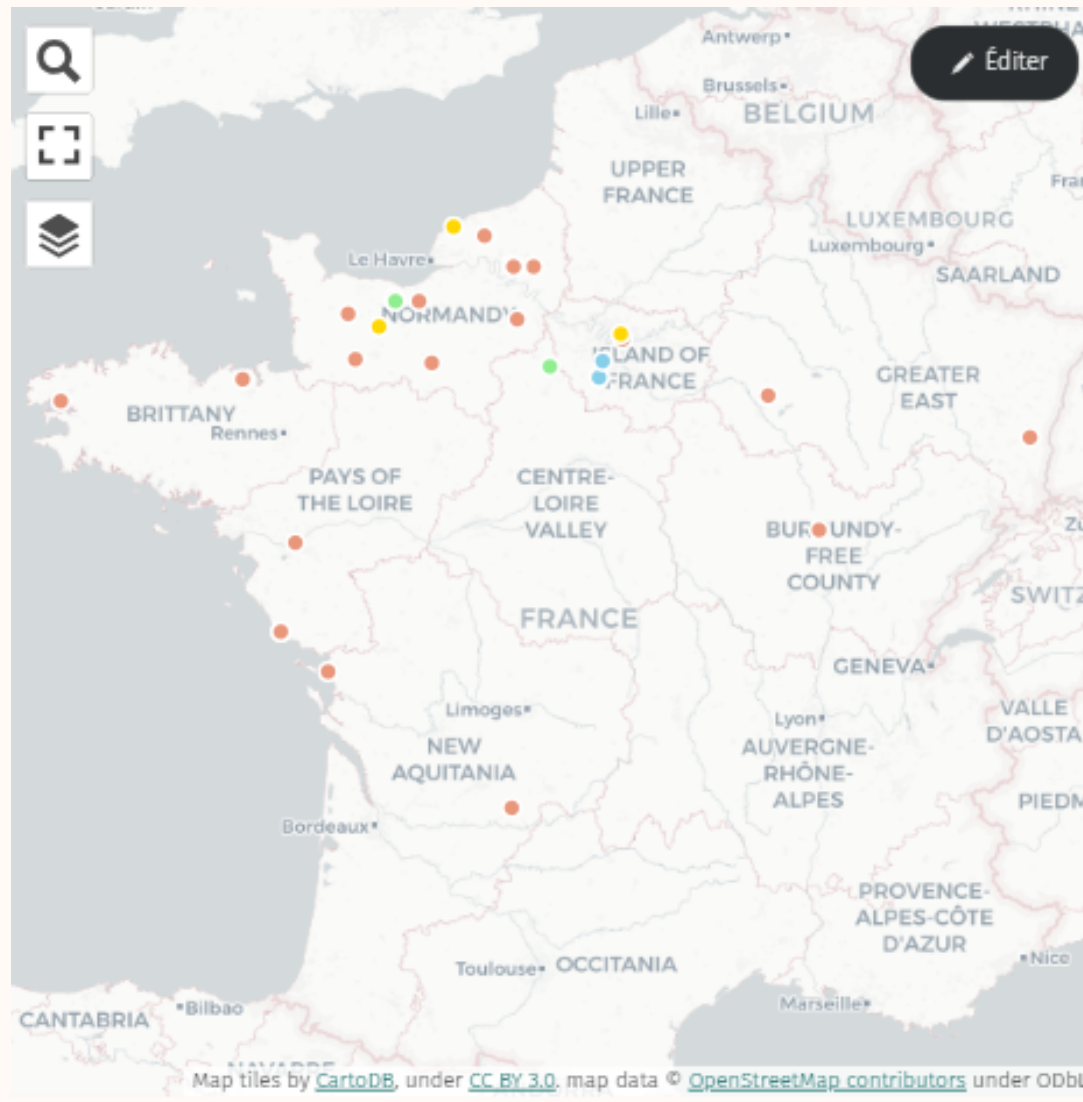 Antwerp
Éditer
Brussels
Lille
BELGIUM
UPPER
FRANCE
LUXEMBOURG
Luxembourg
SAARLAND
Le Havre
NORMANDY
ISLAND OF
FRANCE
GREATER
EAST
BRITTANY
Rennes
PAYS OF
THE LOIRE
CENTRE-
LOIRE
VALLEY
BURGUNDY-
FREE
COUNTY
FRANCE
GENEVA
Limoges
Lyon
VALLE
D'AOSTA
NEW
AQUITANIA
AUVERGNE-
RHÔNE-
ALPES
Bordeaux
PROVENCE-
ALPES-CÔTE
D'AZUR
Nice
Toulouse
OCCITANIA
Marseille
Bilbao
CANTABRIA
Map tiles by CartoDB, under CC BY 3.0. map data © OpenStreetMap contributors under ODbL